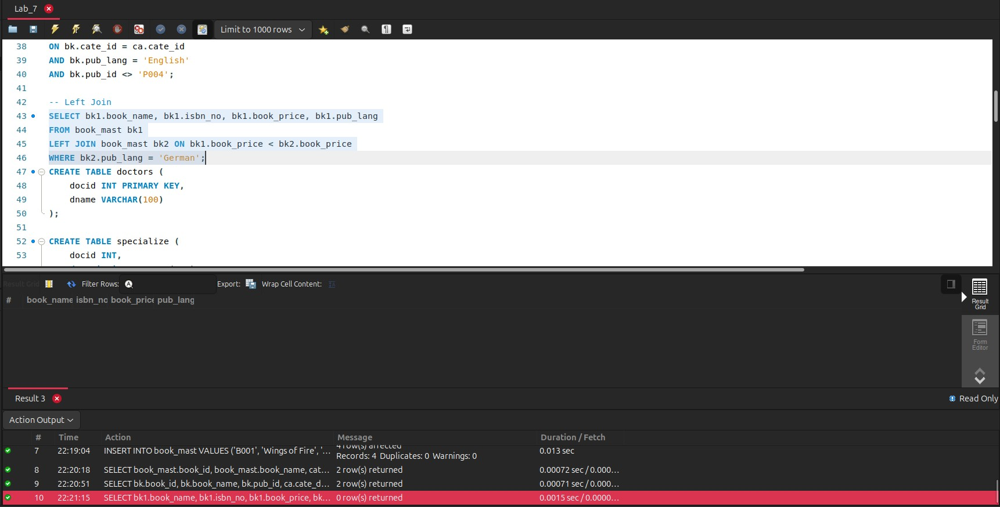 Lab_7
Limit to 1000 rows
38 ON bk.cate_id = ca.cate_id
39 AND bk.pub_lang = 'English'
40 AND bk.pub_id <> 'P004';
41
42 -- Left Join
43 SELECT bk1.book_name, bk1.isbn_no, bk1.book_price, bk1.pub_lang
44 FROM book_mast bk1
45 LEFT JOIN book_mast bk2 ON bk1.book_price < bk2.book_price
46 WHERE bk2.pub_lang = 'German';
47 CREATE TABLE doctors (
48 docid INT PRIMARY KEY,
49 dname VARCHAR(100)
50 );
51
52 CREATE TABLE specialize (
53 docid INT,
Result Grid Filter Rows: Export: Wrap Cell Content:
# book_name isbn_no book_price pub_lang
Result
Grid
Form
Editor
Result 3
Read Only
Action Output
# Time Action Message Duration / Fetch
7 22:19:04 INSERT INTO book_mast VALUES ('B001', 'Wings of Fire', '... 4 row(s) affected
Records: 4 Duplicates: 0 Warnings: 0 0.013 sec
8 22:20:18 SELECT book_mast.book_id, book_mast.book_name, cat... 2 row(s) returned 0.00072 sec / 0.000...
9 22:20:51 SELECT bk.book_id, bk.book_name, bk.pub_id, ca.cate_d... 2 row(s) returned 0.00071 sec / 0.000...
10 22:21:15 SELECT bk1.book_name, bk1.isbn_no, bk1.book_price, bk... 0 row(s) returned 0.0015 sec / 0.0000...